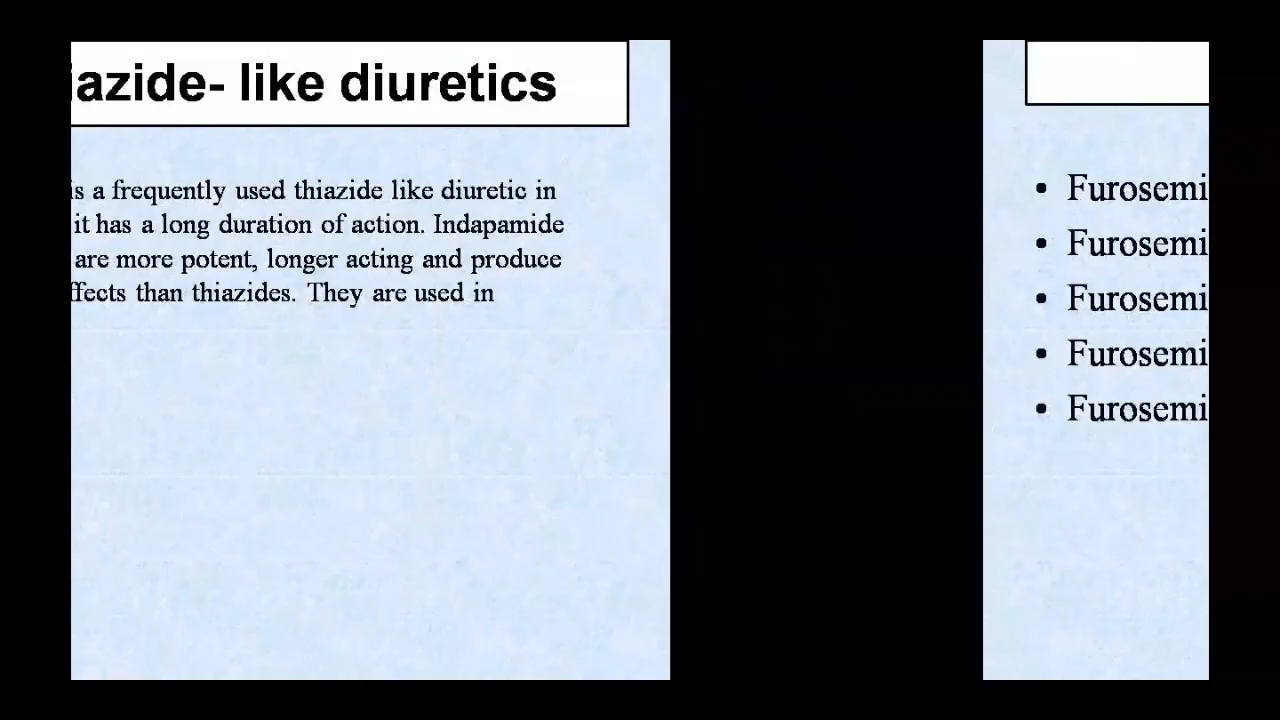 iazide- like diuretics
is a frequently used thiazide like diuretic in
it has a long duration of action. Indapamide
are more potent, longer acting and produce
ffects than thiazides. They are used in
• Furosemi
• Furosemi
• Furosemi
• Furosemi
• Furosemi